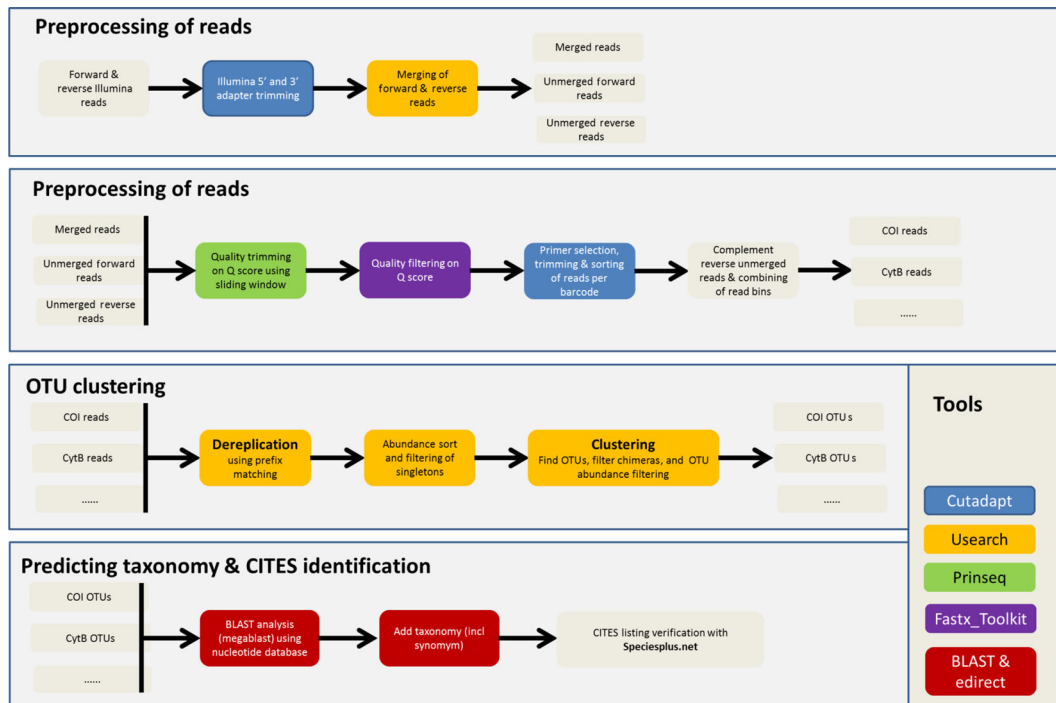 Preprocessing of reads
Forward &
reverse Illumina
reads
Illumina 5' and 3'
adapter trimming
Merging of
forward & reverse
reads
Merged reads
Unmerged forward
reads
Unmerged reverse
reads
Preprocessing of reads
Merged reads
Unmerged forward
reads
Unmerged reverse
reads
Quality trimming
on Q score using
sliding window
Quality filtering on
Q score
Primer selection,
trimming & sorting
of reads per
barcode
Complement
reverse unmerged
reads & combining
of read bins
COI reads
CytB reads
......
OTU clustering
COI reads
CytB reads
......
Dereplication
using prefix
matching
Abundance sort
and filtering of
singletons
Clustering
Find OTUs, filter chimeras, and OTU
abundance filtering
COI OTU s
CytB OTU s
......
Predicting taxonomy & CITES identification
COI OTUs
CytB OTUs
......
BLAST analysis
(megablast) using
nucleotide database
Add taxonomy (incl
synomym)
CITES listing verification with
Speciesplus.net
Tools
Cutadapt
Usearch
Prinseq
Fastx_Toolkit
BLAST &
edirect